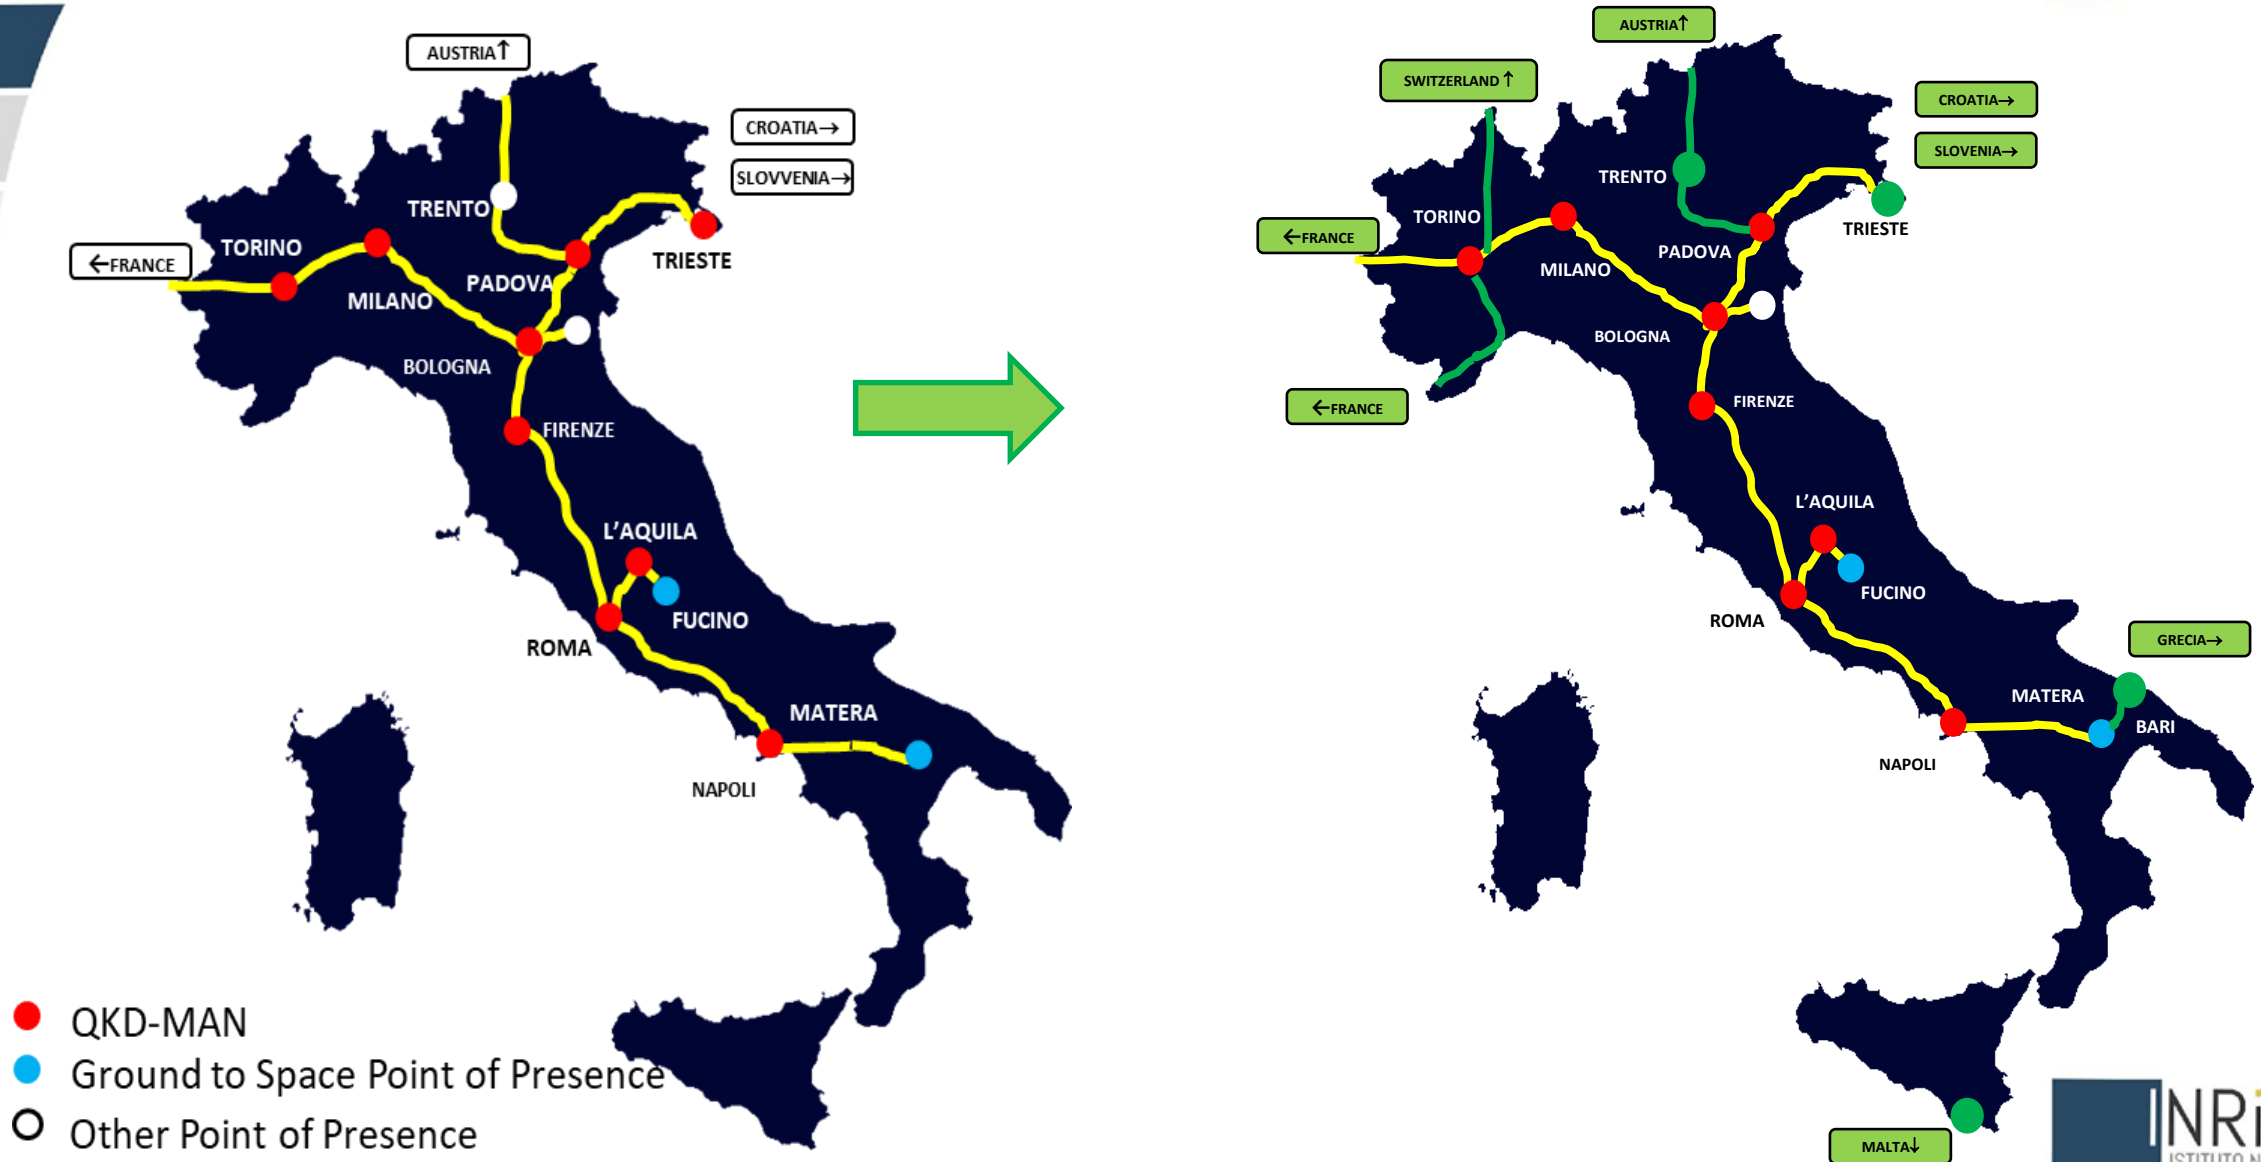 AUSTRIA↑
CROATIA→
SLOVVENIA→
TRENTO
TORINO
←FRANCE
TRIESTE
PADOVA
MILANO
BOLOGNA
FIRENZE
L'AQUILA
FUCINO
ROMA
MATERA
NAPOLI
QKD-MAN
Ground to Space Point of Presence
Other Point of Presence
AUSTRIA↑
SWITZERLAND ↑
CROATIA→
SLOVENIA→
TRENTO
TORINO
←FRANCE
TRIESTE
PADOVA
MILANO
BOLOGNA
←FRANCE
FIRENZE
L'AQUILA
FUCINO
ROMA
GRECIA→
MATERA
BARI
NAPOLI
MALTA↓
INRi
ISTITUTO N